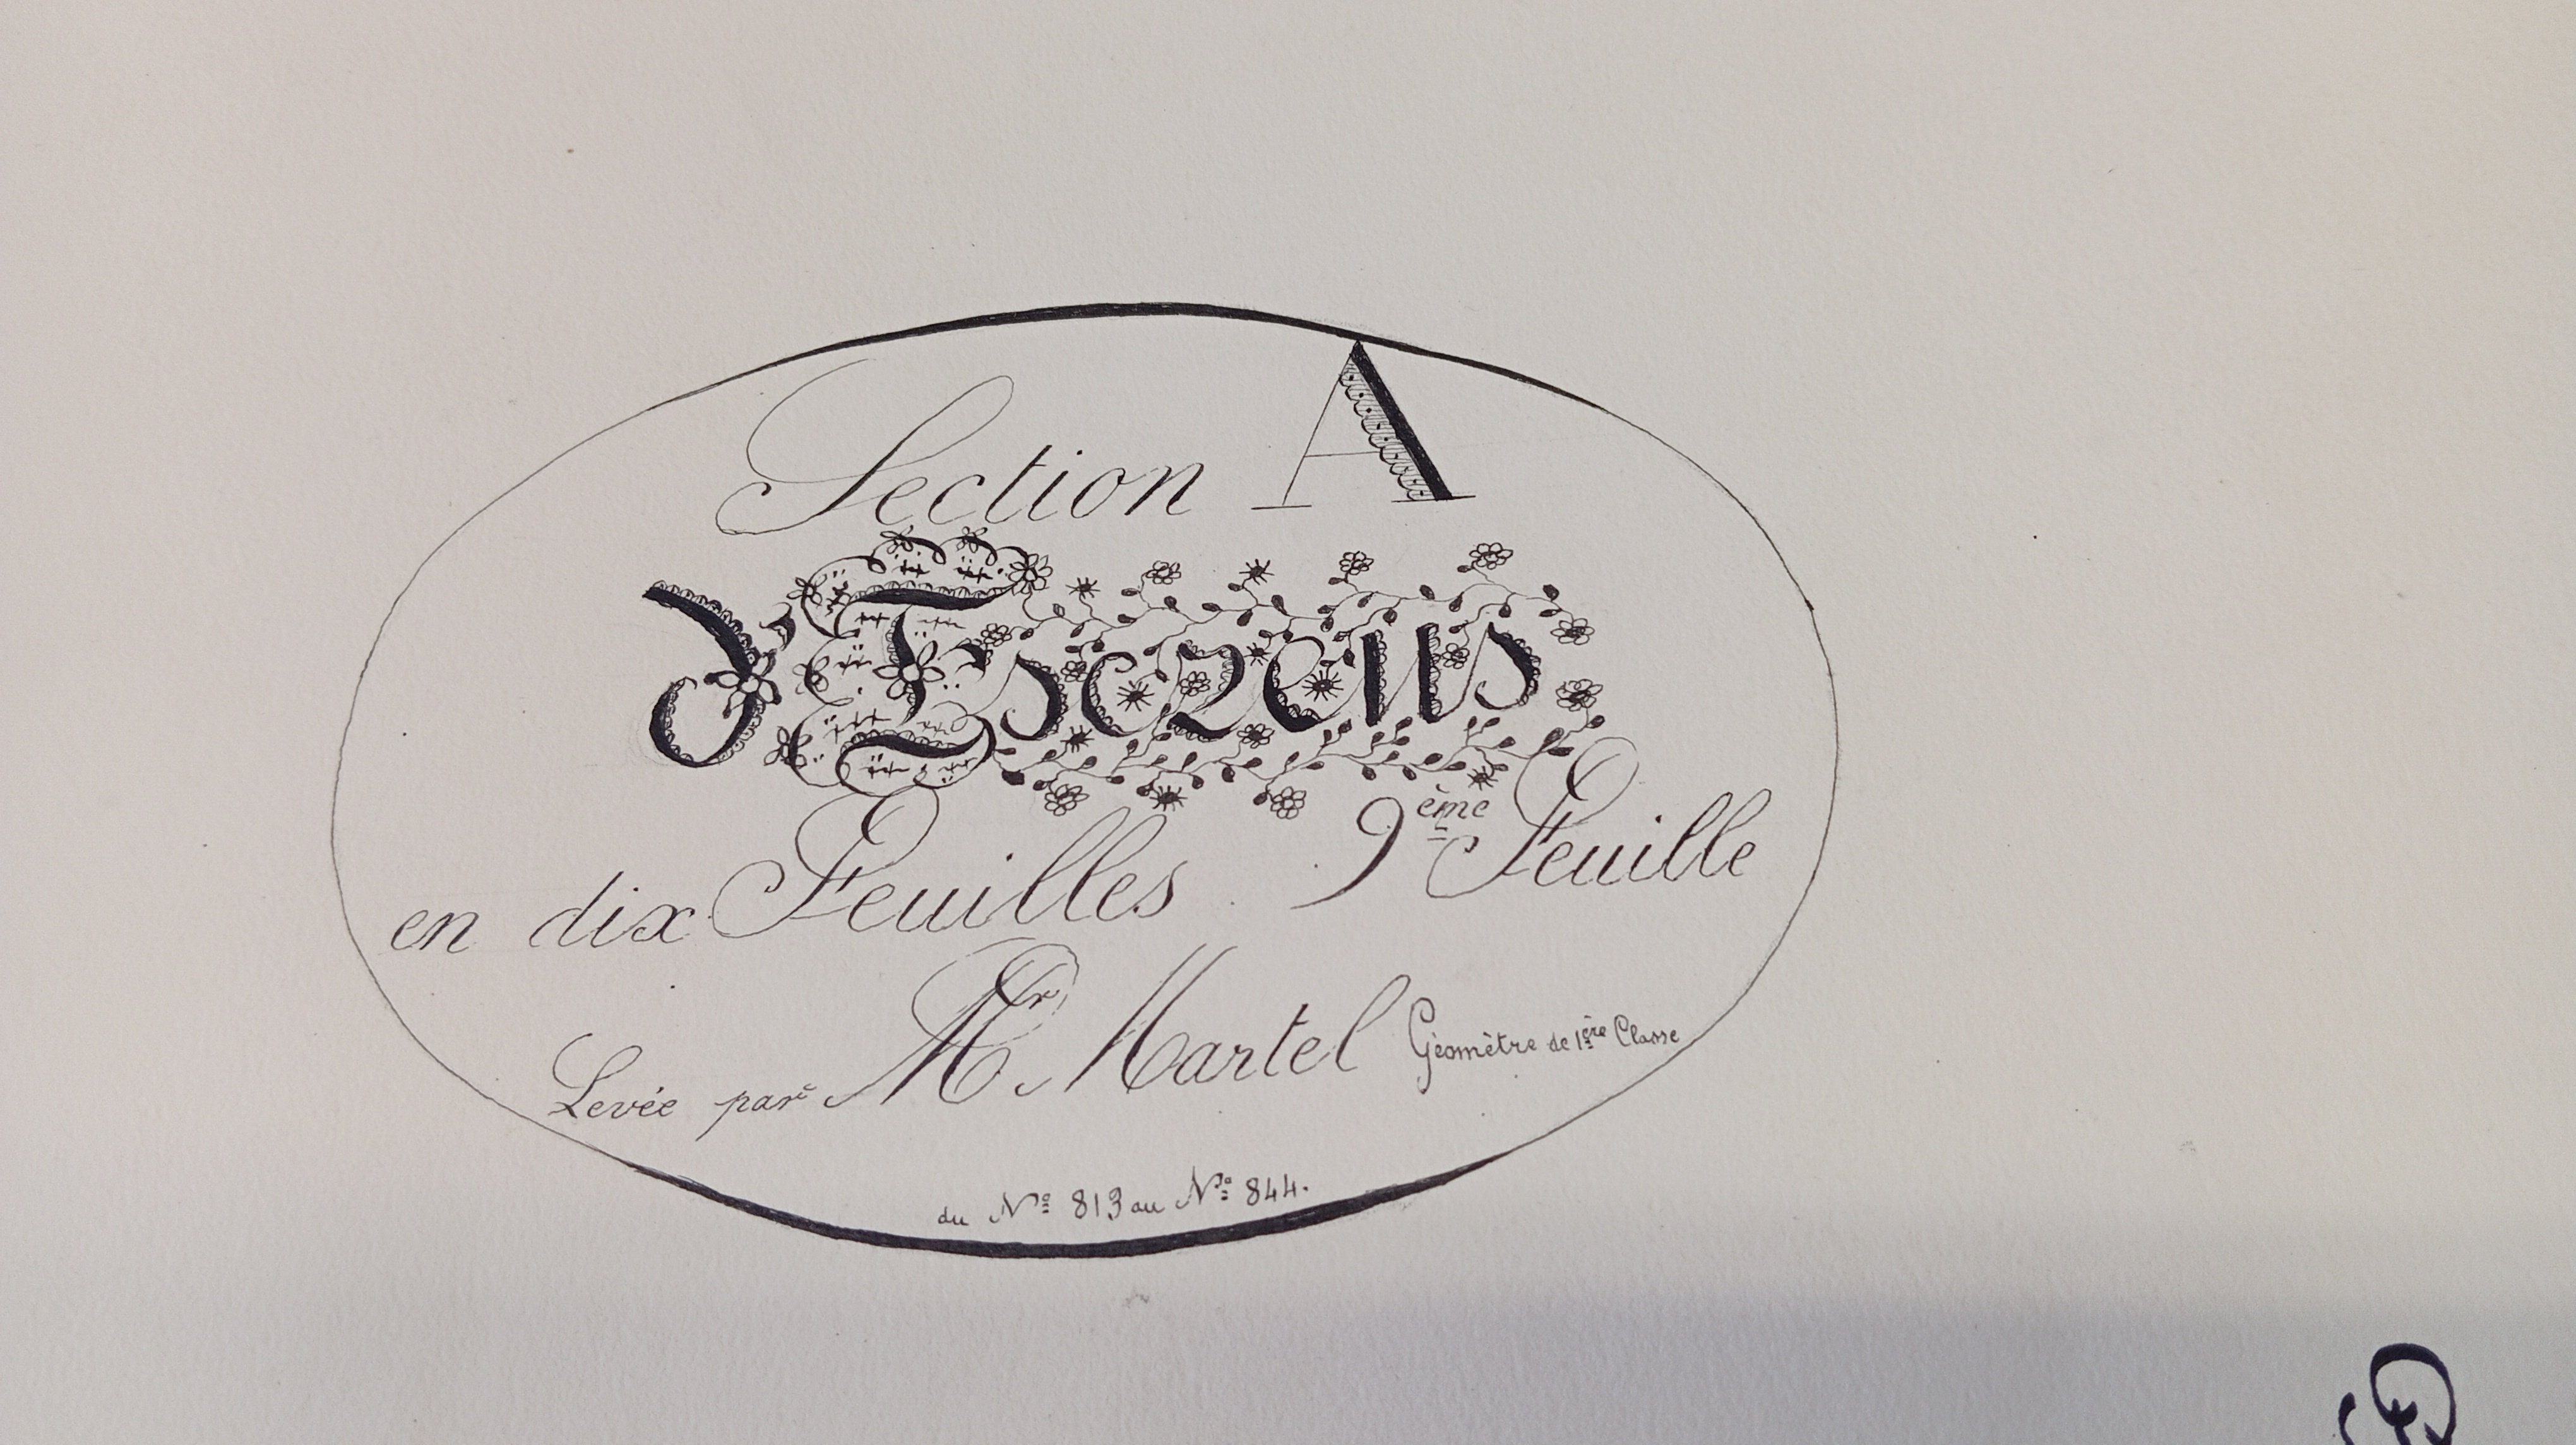 Section A
d'Escreus
en dix Feuilles. 9ème Feuille
Levée par Mr. Martel Géomètre de 1ère Classe
du No 813 au No 844.